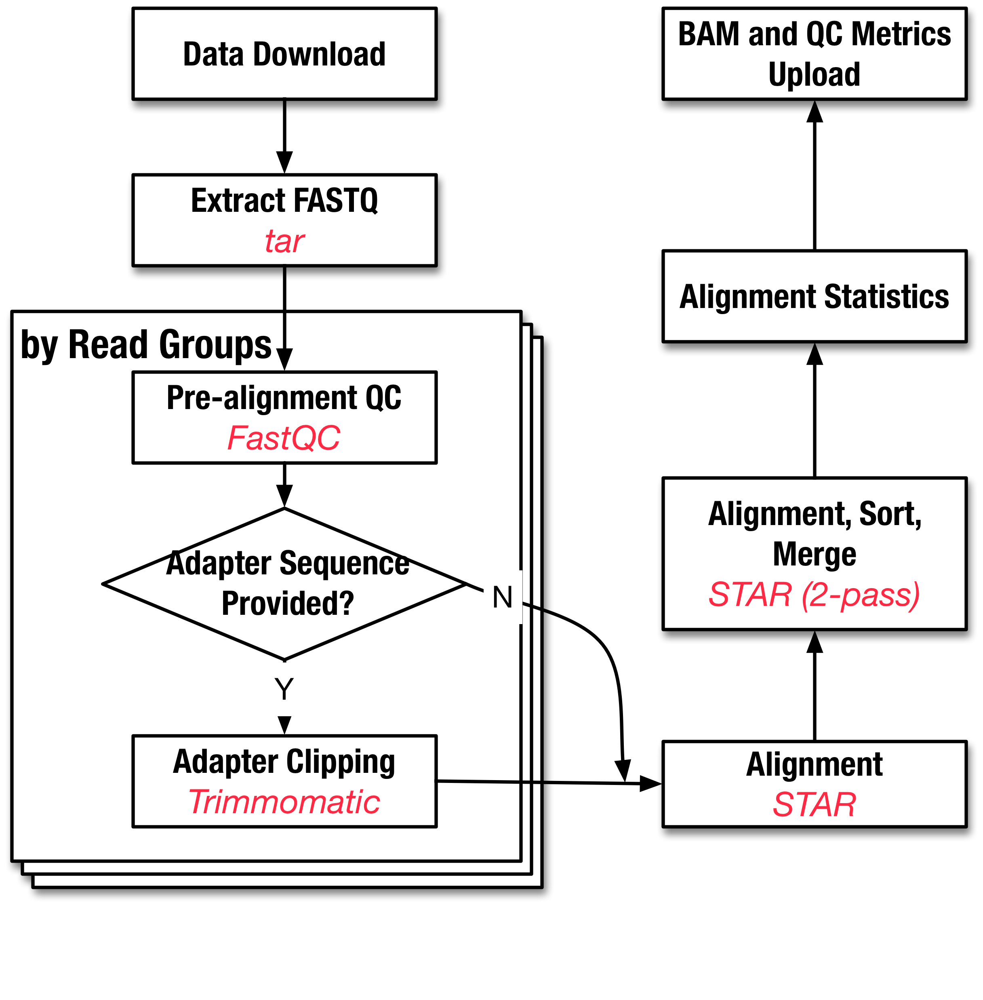 Data Download
Extract FASTQ
tar
by Read Groups
Pre-alignment QC
FastQC
Adapter Sequence
Provided?
N
Y
Adapter Clipping
Trimmomatic
Alignment
STAR
Alignment, Sort,
Merge
STAR (2-pass)
Alignment Statistics
BAM and QC Metrics
Upload